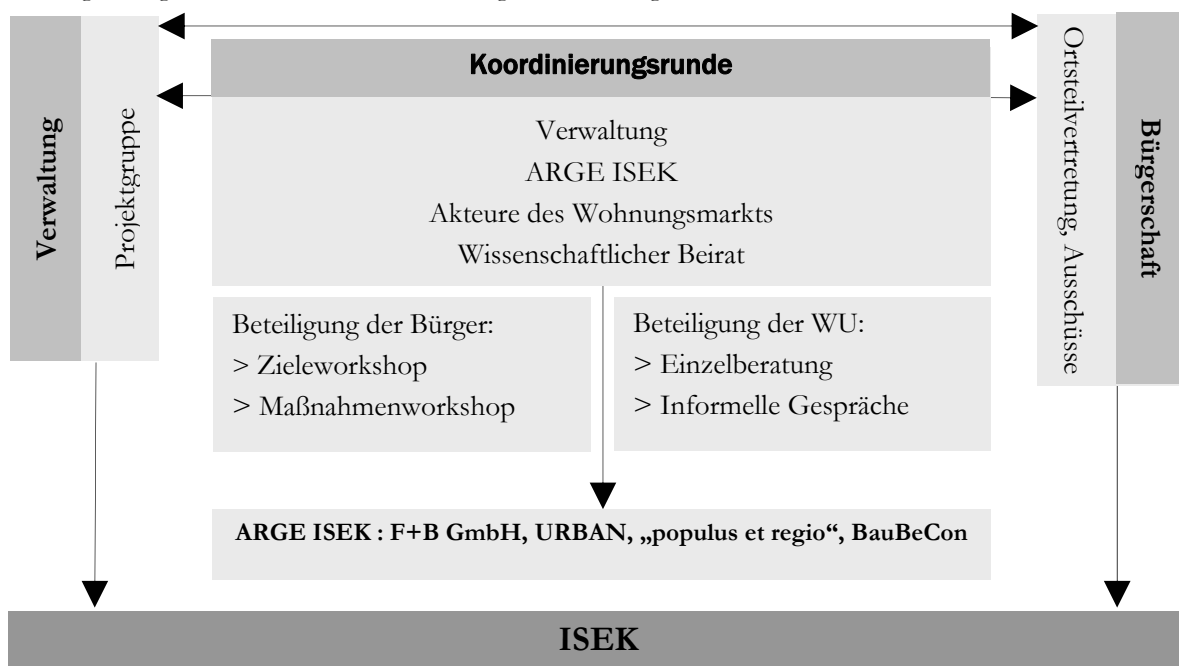 Verwaltung
Projektgruppe
Koordinierungsrunde
Verwaltung
ARGE ISEK
Akteure des Wohnungsmarkts
Wissenschaftlicher Beirat
Beteiligung der Bürger:
> Zieleworkshop
> Maßnahmenworkshop
Beteiligung der WU:
> Einzelberatung
> Informelle Gespräche
Ortsteilvertretung, Ausschüsse
Bürgerschaft
ARGE ISEK : F+B GmbH, URBAN, „populus et regio“, BauBeCon
ISEK